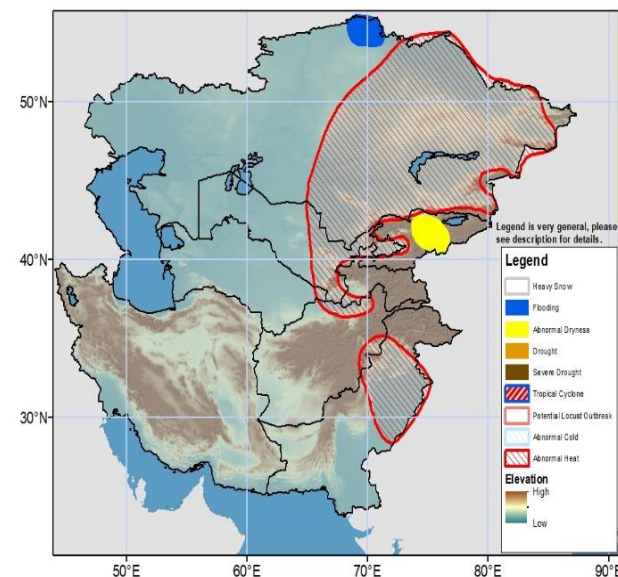 50°N
40°N
30°N
50°E
60°E
70°E
80°E
90°E
Legend is very general, please
see description for details.
Legend
Heavy Snow
Flooding
Abnormal Dryness
Drought
Severe Drought
Tropical Cyclone
Potential Locust Outbreak
Abnormal Cold
Abnormal Heat
Elevation
High
Low